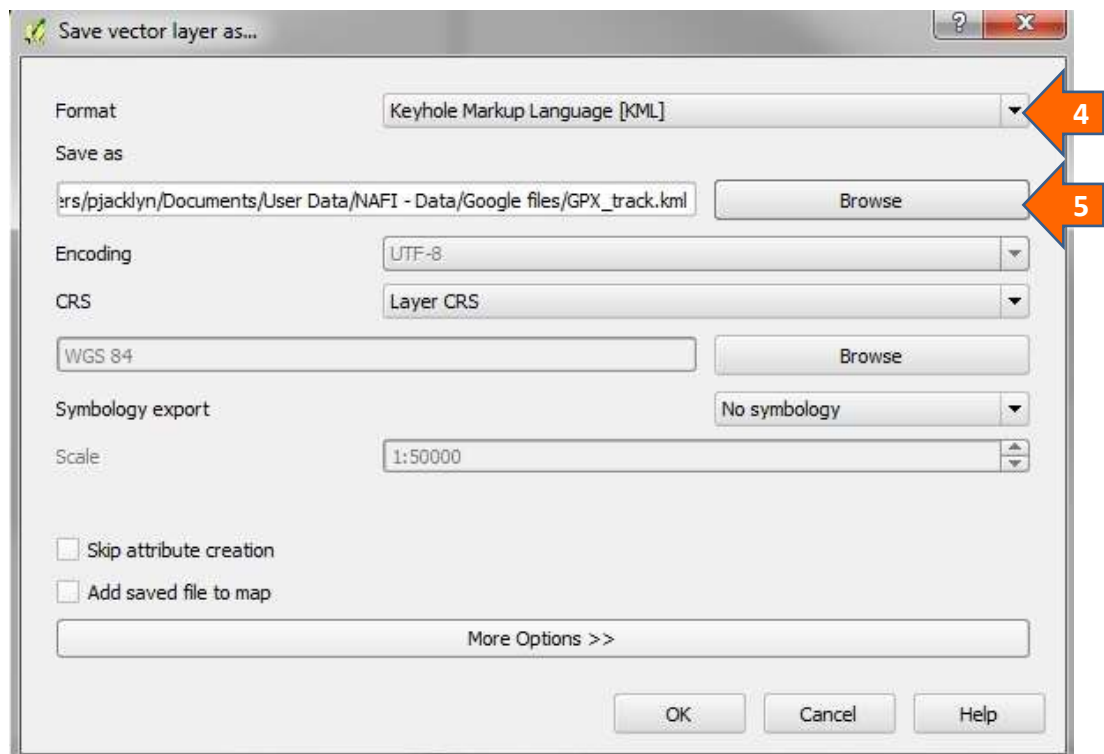 Save vector layer as...
Format
Keyhole Markup Language [KML]
4
Save as
ers/pjacklyn/Documents/User Data/NAFI - Data/Google files/GPX_track.kml
Browse
5
Encoding
UTF-8
CRS
Layer CRS
WGS 84
Browse
Symbology export
No symbology
Scale
1:50000
Skip attribute creation
Add saved file to map
More Options >>
OK
Cancel
Help